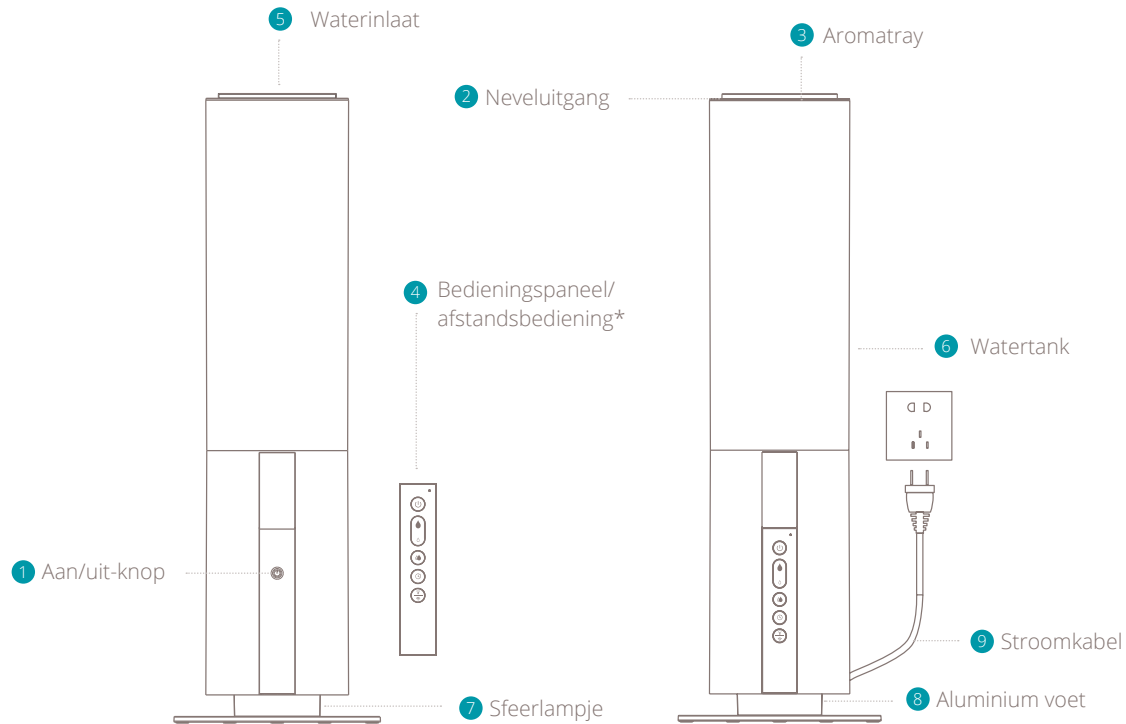 5 Waterinlaat
3 Aromatray
2 Neveluitgang
4 Bedieningspaneel/
afstandsbediening*
6 Watertank
1 Aan/uit-knop
9 Stroomkabel
7 Sfeerlampje
8 Aluminium voet